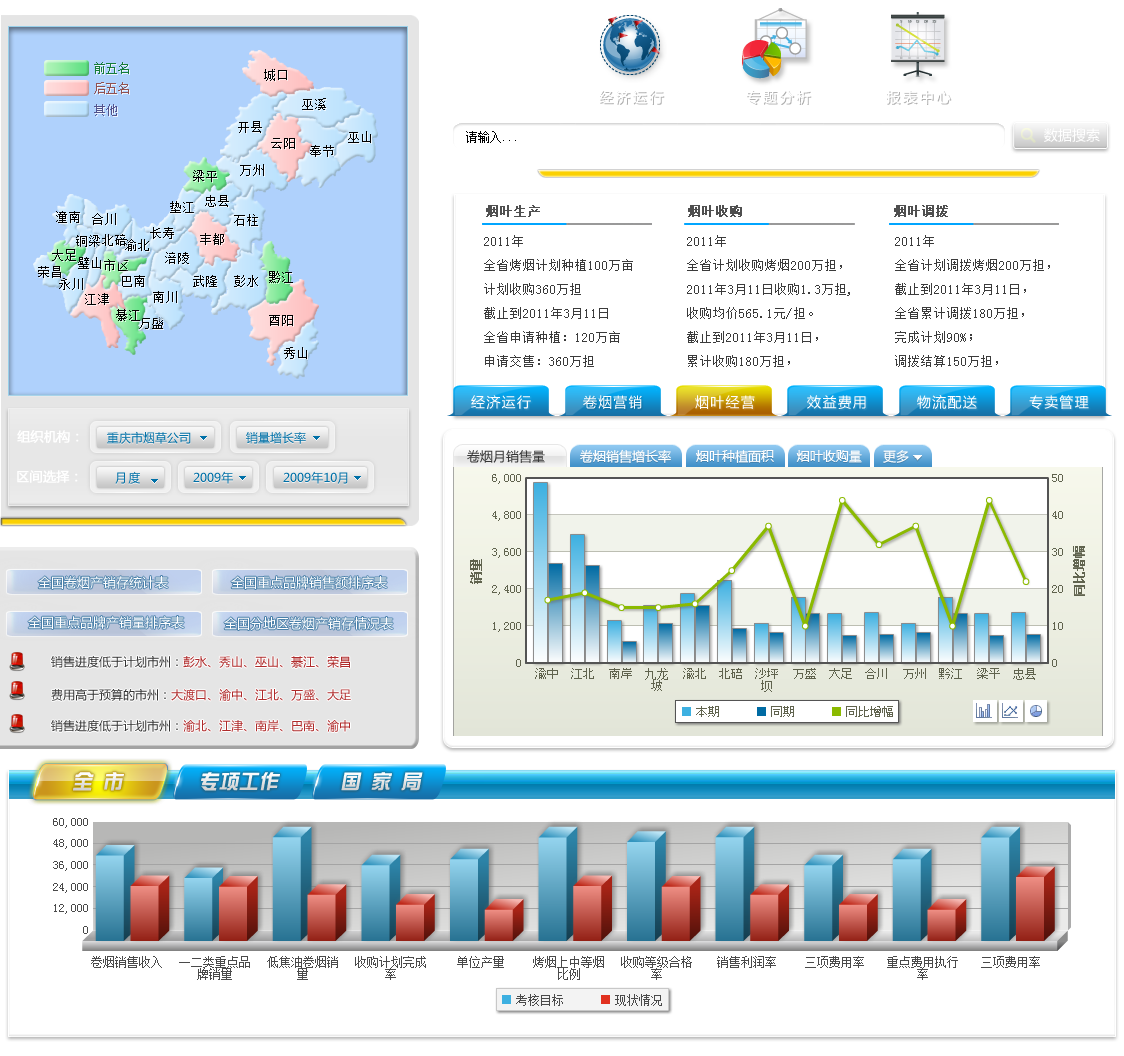 前五名
后五名
其他
城口
巫溪
开县
云阳
奉节
巫山
万州
梁平
忠县
垫江
石柱
潼南
合川
长寿
丰都
铜梁
北碚
渝北
大足
璧山
市区
涪陵
荣昌
永川
巴南
武隆
彭水
黔江
江津
南川
綦江
万盛
酉阳
秀山
组织机构：
重庆市烟草公司
销量增长率
区间选择：
月度
2009年
2009年10月
全国卷烟产销存统计表
全国重点品牌销售额排序表
全国重点品牌产销量排序表
全国分地区卷烟产销存情况表
销售进度低于计划市州：彭水、秀山、巫山、綦江、荣昌
费用高于预算的市州：大渡口、渝中、江北、万盛、大足
销售进度低于计划市州：渝北、江津、南岸、巴南、渝中
经济运行
专题分析
报表中心
请输入...
数据搜索
烟叶生产
2011年
全省烤烟计划种植100万亩
计划收购360万担
截止到2011年3月11日
全省申请种植：120万亩
申请交售：360万担
烟叶收购
2011年
全省计划收购烤烟200万担，
2011年3月11日收购1.3万担,
收购均价565.1元/担。
截止到2011年3月11日，
累计收购180万担，
烟叶调拨
2011年
全省计划调拨烤烟200万担，
截止到2011年3月11日，
全省累计调拨180万担，
完成计划90%；
调拨结算150万担，
经济运行
卷烟营销
烟叶经营
效益费用
物流配送
专卖管理
卷烟月销售量
卷烟销售增长率
烟叶种植面积
烟叶收购量
更多
6,000
4,800
3,600
2,400
1,200
0
销量
50
40
30
20
10
0
同比增幅
渝中
江北
南岸
九龙坡
渝北
北碚
沙坪坝
万盛
大足
合川
万州
黔江
梁平
忠县
本期
同期
同比增幅
全市
专项工作
国家局
60,000
48,000
36,000
24,000
12,000
0
卷烟销售收入
一二类重点品
牌销量
低焦油卷烟销
量
收购计划完成
率
单位产量
烤烟上中等烟
比例
收购等级合格
率
销售利润率
三项费用率
重点费用执行
率
三项费用率
考核目标
现状情况